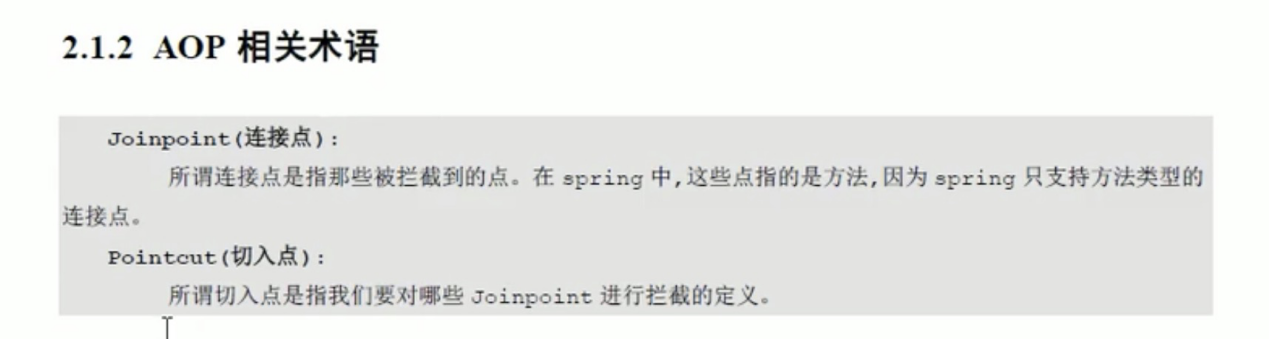 2.1.2 AOP 相关术语
Joinpoint(连接点):
所谓连接点是指那些被拦截到的点。在 spring 中,这些点指的是方法,因为 spring 只支持方法类型的
连接点。
Pointcut(切入点):
所谓切入点是指我们要对哪些 Joinpoint 进行拦截的定义。